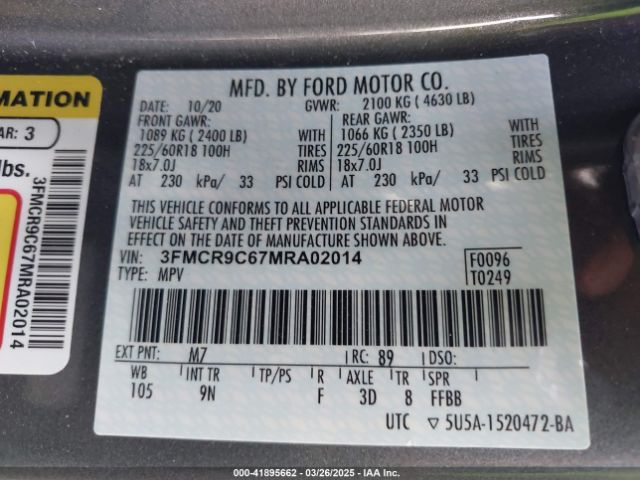 MFD. BY FORD MOTOR CO.
DATE: 10/20 GVWR: 2100 KG ( 4630 LB)
FRONT GAWR: REAR GAWR:
1089 KG ( 2400 LB) WITH 1066 KG ( 2350 LB) WITH
225/60R18 100H TIRES 225/60R18 100H TIRES
18x7.0J RIMS 18x7.0J RIMS
AT 230 kPa/ 33 PSI COLD AT 230 kPa/ 33 PSI COLD
THIS VEHICLE CONFORMS TO ALL APPLICABLE FEDERAL MOTOR
VEHICLE SAFETY AND THEFT PREVENTION STANDARDS IN
EFFECT ON THE DATE OF MANUFACTURE SHOWN ABOVE.
VIN: 3FMCR9C67MRA02014 F0096
TYPE: MPV T0249
EXT PNT: M7 RC: 89 DSO:
WB INT TR TP/PS R AXLE TR SPR
105 9N F 3D 8 FFBB
UTC ▽ 5U5A-1520472-BA
RMATION
AR: 3
lbs.
3FMCR9C67MRA02014
000-41895662 | 03/26/2025 | IAA Inc.